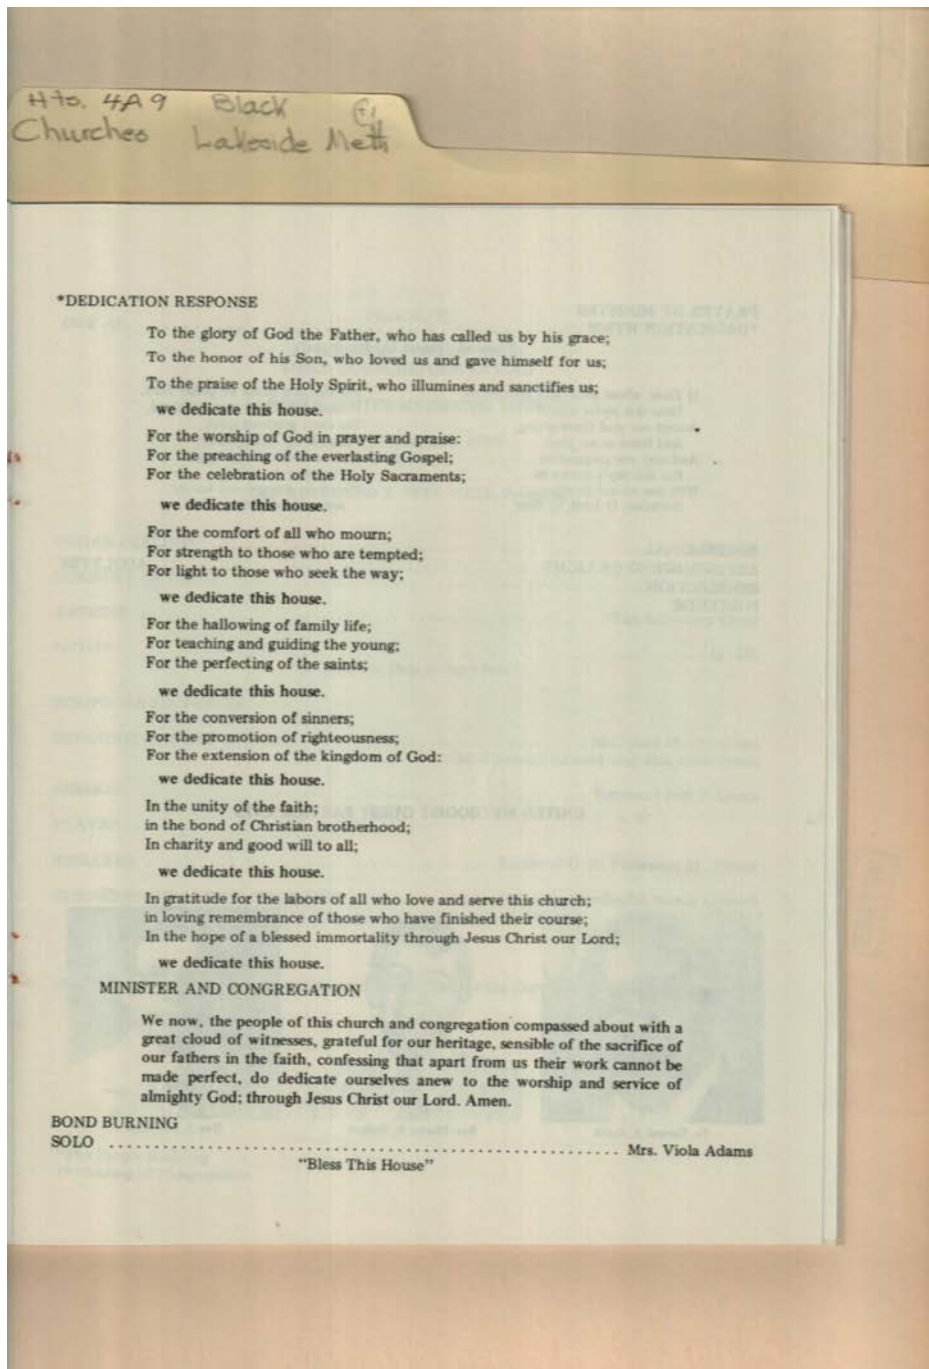 Hto. 4A9 Black
Churches Lakeside Meth
*DEDICATION RESPONSE
To the glory of God the Father, who has called us by his grace;
To the honor of his Son, who loved us and gave himself for us;
To the praise of the Holy Spirit, who illumines and sanctifies us;
we dedicate this house.
For the worship of God in prayer and praise:
For the preaching of the everlasting Gospel;
For the celebration of the Holy Sacraments;
we dedicate this house.
For the comfort of all who mourn;
For strength to those who are tempted;
For light to those who seek the way;
we dedicate this house.
For the hallowing of family life;
For teaching and guiding the young;
For the perfecting of the saints;
we dedicate this house.
For the conversion of sinners;
For the promotion of righteousness;
For the extension of the kingdom of God:
we dedicate this house.
In the unity of the faith;
in the bond of Christian brotherhood;
In charity and good will to all;
we dedicate this house.
In gratitude for the labors of all who love and serve this church;
in loving remembrance of those who have finished their course;
In the hope of a blessed immortality through Jesus Christ our Lord;
we dedicate this house.
MINISTER AND CONGREGATION
We now, the people of this church and congregation compassed about with a
great cloud of witnesses, grateful for our heritage, sensible of the sacrifice of
our fathers in the faith, confessing that apart from us their work cannot be
made perfect, do dedicate ourselves anew to the worship and service of
almighty God; through Jesus Christ our Lord. Amen.
BOND BURNING
SOLO ........................................................... Mrs. Viola Adams
"Bless This House"